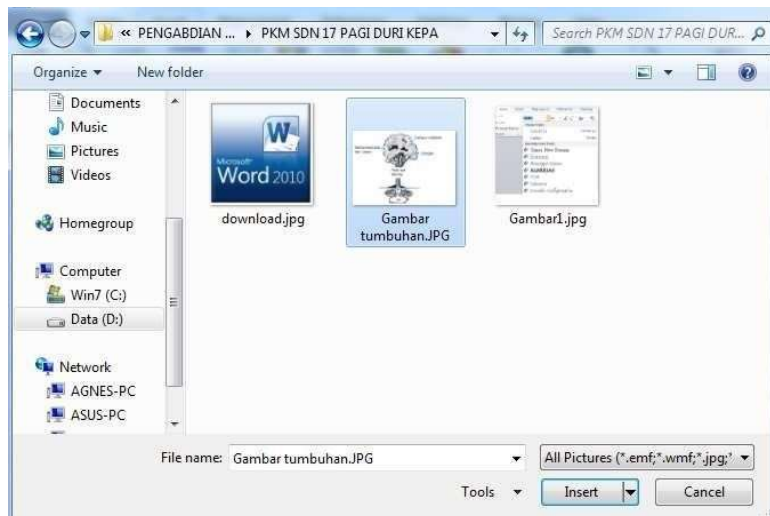 « PENGABDIAN ... ▸ PKM SDN 17 PAGI DURI KEPA
Search PKM SDN 17 PAGI DUR...
Organize
New folder
Documents
Music
Pictures
Videos
Homegroup
Computer
Win7 (C:)
Data (D:)
Network
AGNES-PC
ASUS-PC
Microsoft
Word 2010
download.jpg
Gambar
tumbuhan.JPG
Gambar1.jpg
File name:
Gambar tumbuhan.JPG
All Pictures (*.emf;*.wmf;*.jpg;*
Tools
Insert
Cancel